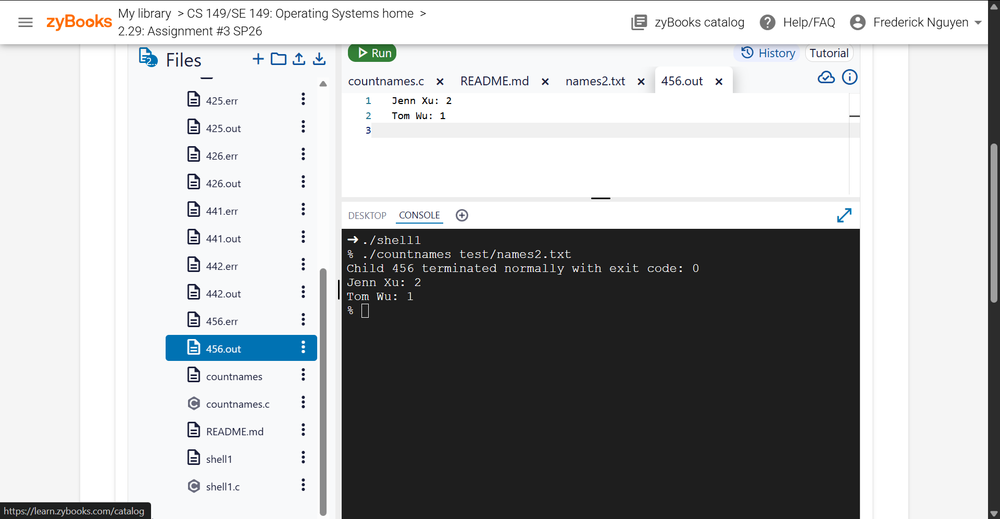 zyBooks
My library > CS 149/SE 149: Operating Systems home >
2.29: Assignment #3 SP26
zyBooks catalog
Help/FAQ
Frederick Nguyen
Files
Run
History
Tutorial
countnames.c
README.md
names2.txt
456.out
425.err
425.out
426.err
426.out
441.err
441.out
442.err
442.out
456.err
456.out
countnames
countnames.c
README.md
shell1
shell1.c
1 Jenn Xu: 2
2 Tom Wu: 1
3
DESKTOP
CONSOLE
➜ ./shell1
% ./countnames test/names2.txt
Child 456 terminated normally with exit code: 0
Jenn Xu: 2
Tom Wu: 1
%
https://learn.zybooks.com/catalog